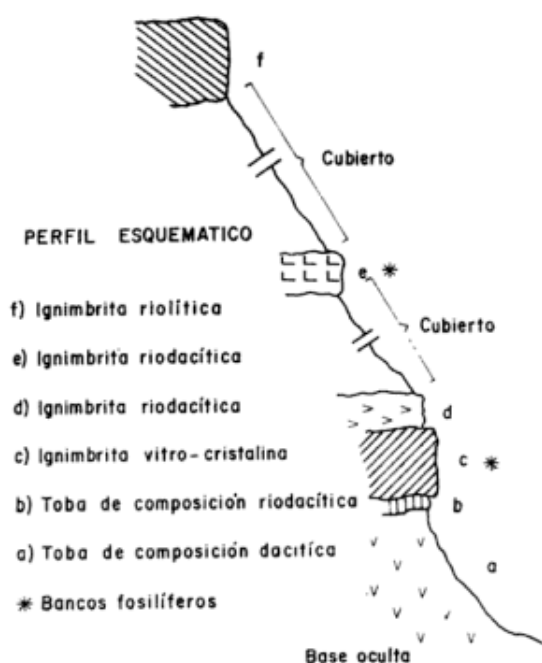 f
Cubierto
PERFIL ESQUEMATICO
e *
f) Ignimbrita riolítica
Cubierto
e) Ignimbrita riodacítica
d) Ignimbrita riodacítica
d
c) Ignimbrita vitro-cristalina
c *
b) Toba de composición riodacítica
b
a) Toba de composición dacitíca
a
* Bancos fosilíferos
Base oculta